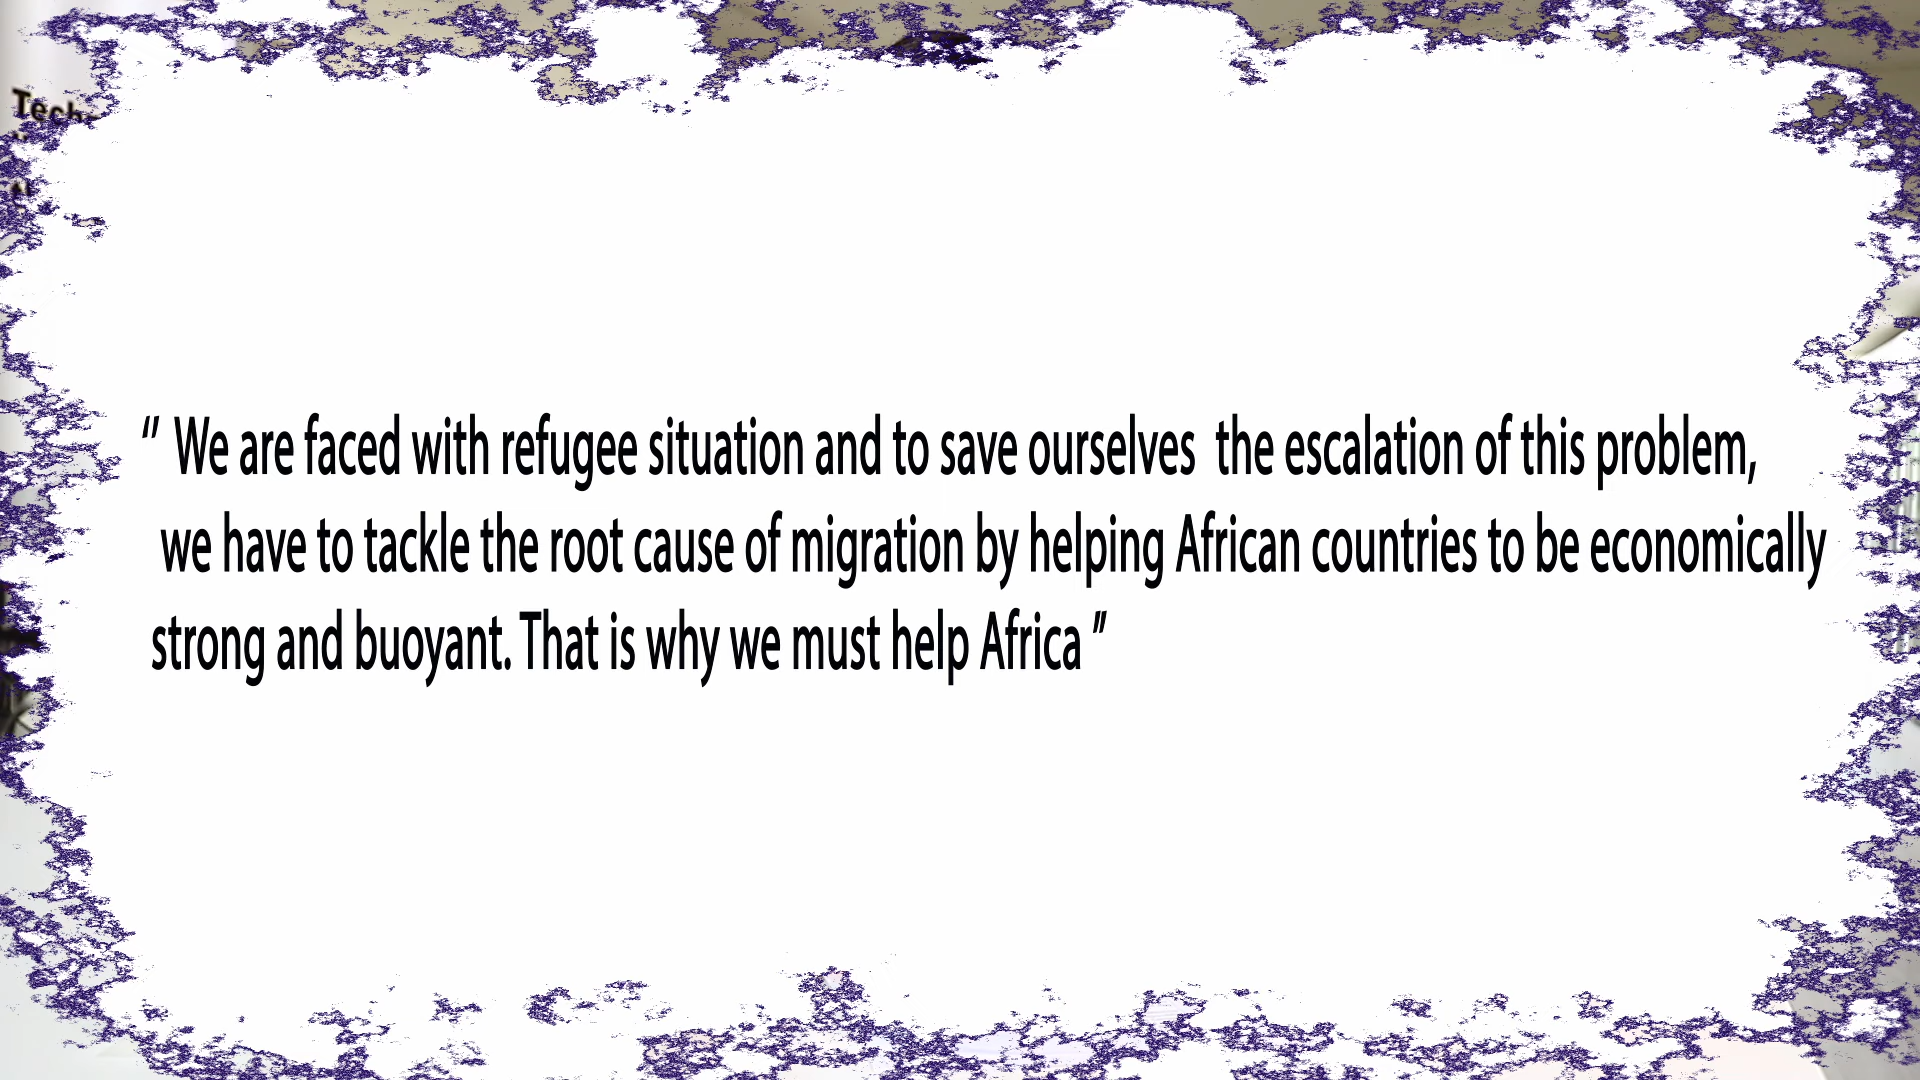 " We are faced with refugee situation and to save ourselves  the escalation of this problem,
we have to tackle the root cause of migration by helping African countries to be economically
strong and buoyant. That is why we must help Africa "